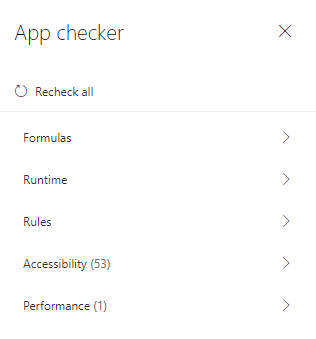 App checker
Recheck all
Formulas
Runtime
Rules
Accessibility (53)
Performance (1)